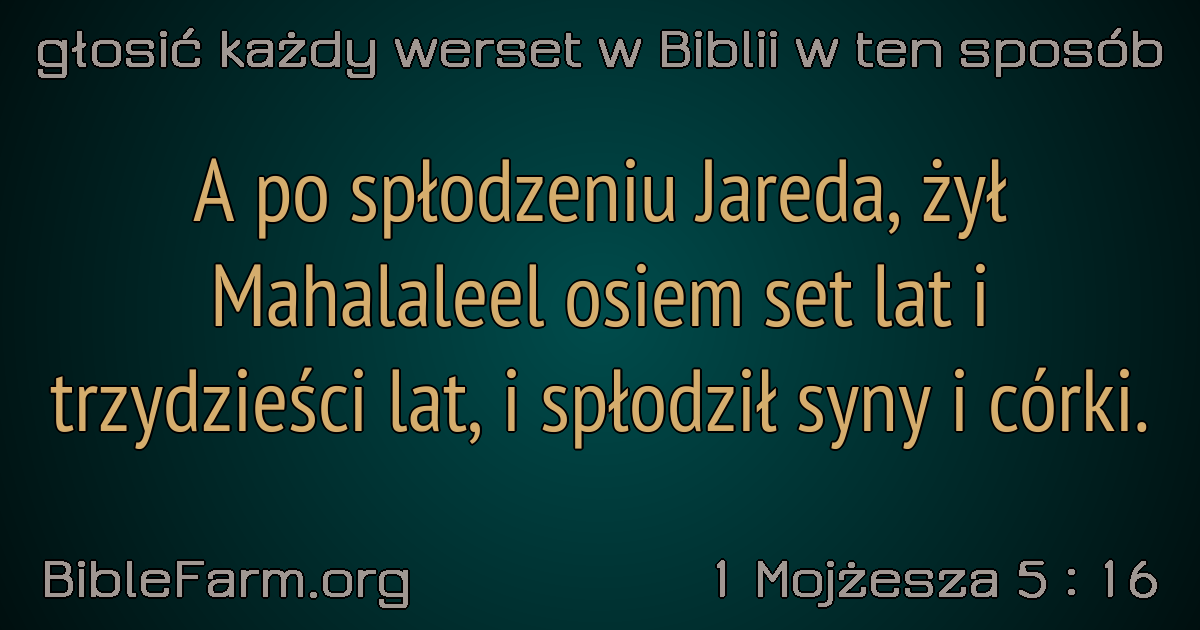 głosić każdy werset w Biblii w ten sposób
A po spłodzeniu Jareda, żył
Mahalaleel osiem set lat i
trzydzieści lat, i spłodził syny i córki.
BibleFarm.org
1 Mojżesza 5 : 16